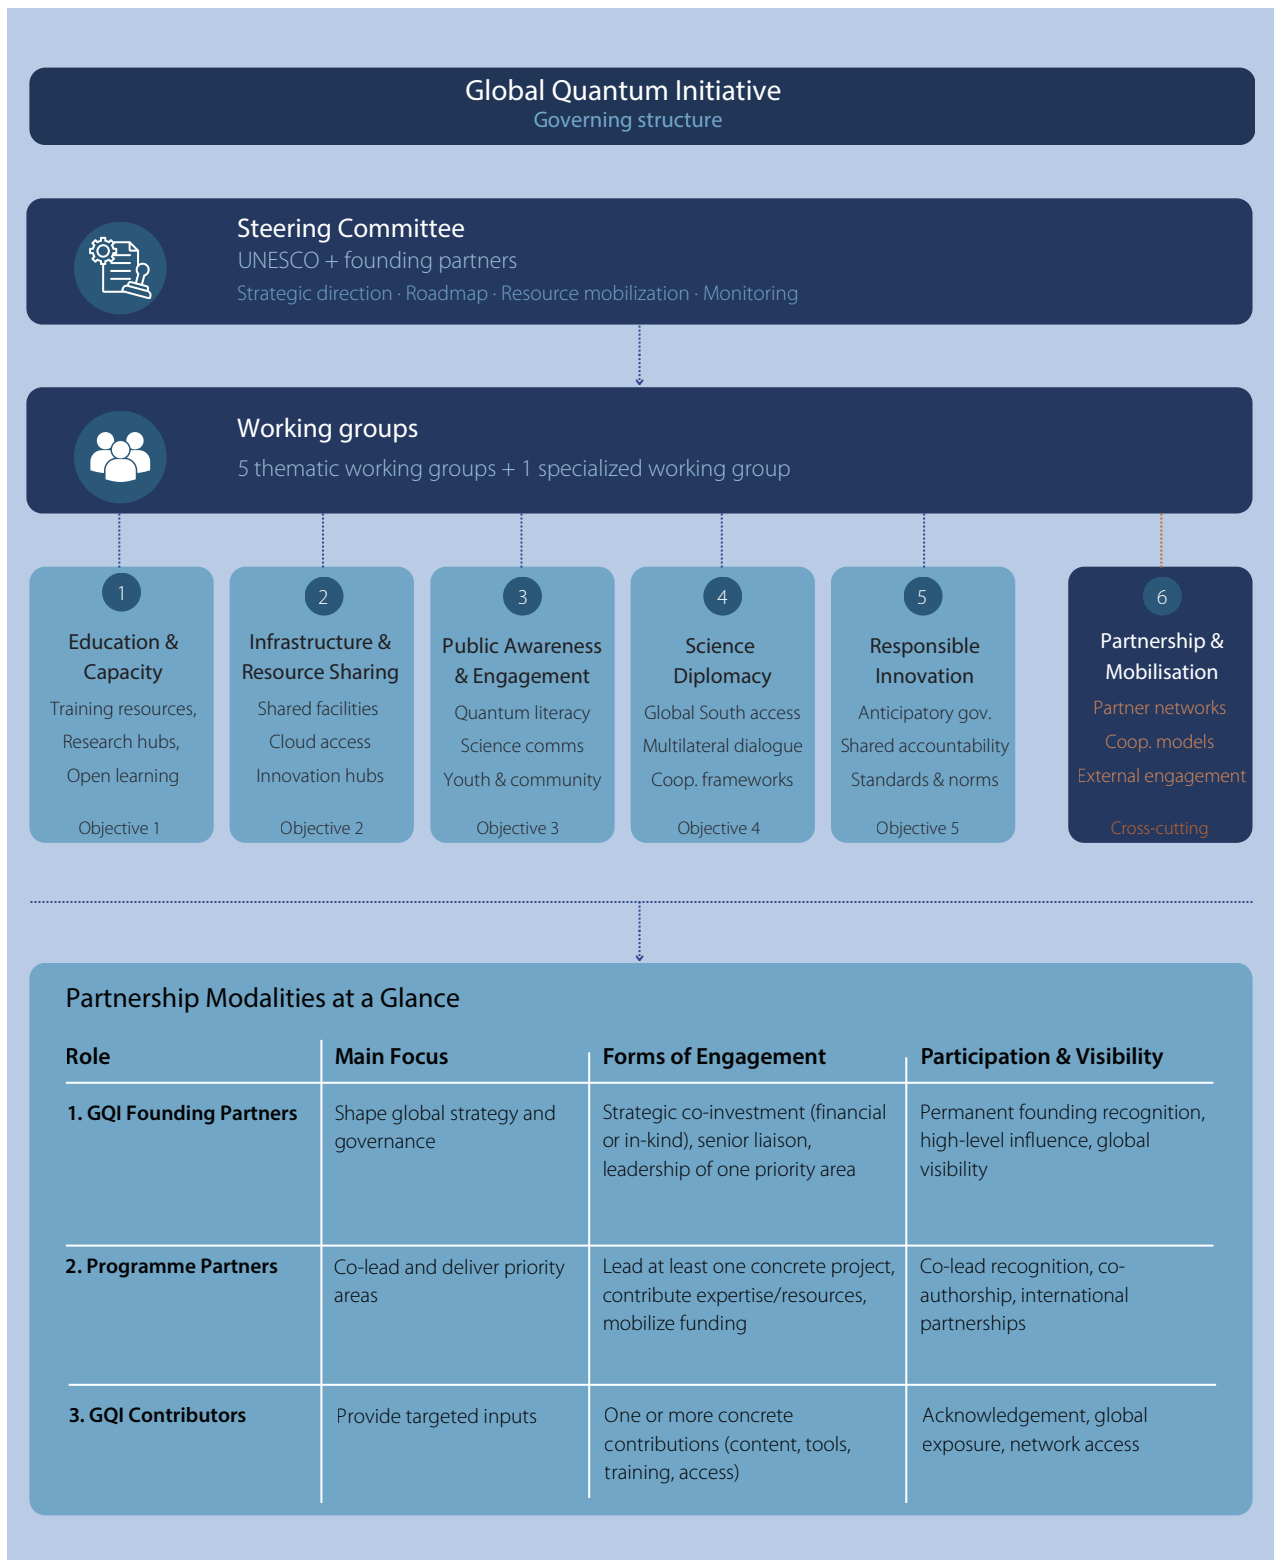 Global Quantum Initiative
Governing structure
Steering Committee
UNESCO + founding partners
Strategic direction · Roadmap · Resource mobilization · Monitoring
Working groups
5 thematic working groups + 1 specialized working group
1
Education &
Capacity
Training resources,
Research hubs,
Open learning
Objective 1
2
Infrastructure &
Resource Sharing
Shared facilities
Cloud access
Innovation hubs
Objective 2
3
Public Awareness
& Engagement
Quantum literacy
Science comms
Youth & community
Objective 3
4
Science
Diplomacy
Global South access
Multilateral dialogue
Coop. frameworks
Objective 4
5
Responsible
Innovation
Anticipatory gov.
Shared accountability
Standards & norms
Objective 5
6
Partnership &
Mobilisation
Partner networks
Coop. models
External engagement
Cross-cutting
Partnership Modalities at a Glance
Role
Main Focus
Forms of Engagement
Participation & Visibility
1. GQI Founding Partners
Shape global strategy and
governance
Strategic co-investment (financial
or in-kind), senior liaison,
leadership of one priority area
Permanent founding recognition,
high-level influence, global
visibility
2. Programme Partners
Co-lead and deliver priority
areas
Lead at least one concrete project,
contribute expertise/resources,
mobilize funding
Co-lead recognition, co-
authorship, international
partnerships
3. GQI Contributors
Provide targeted inputs
One or more concrete
contributions (content, tools,
training, access)
Acknowledgement, global
exposure, network access